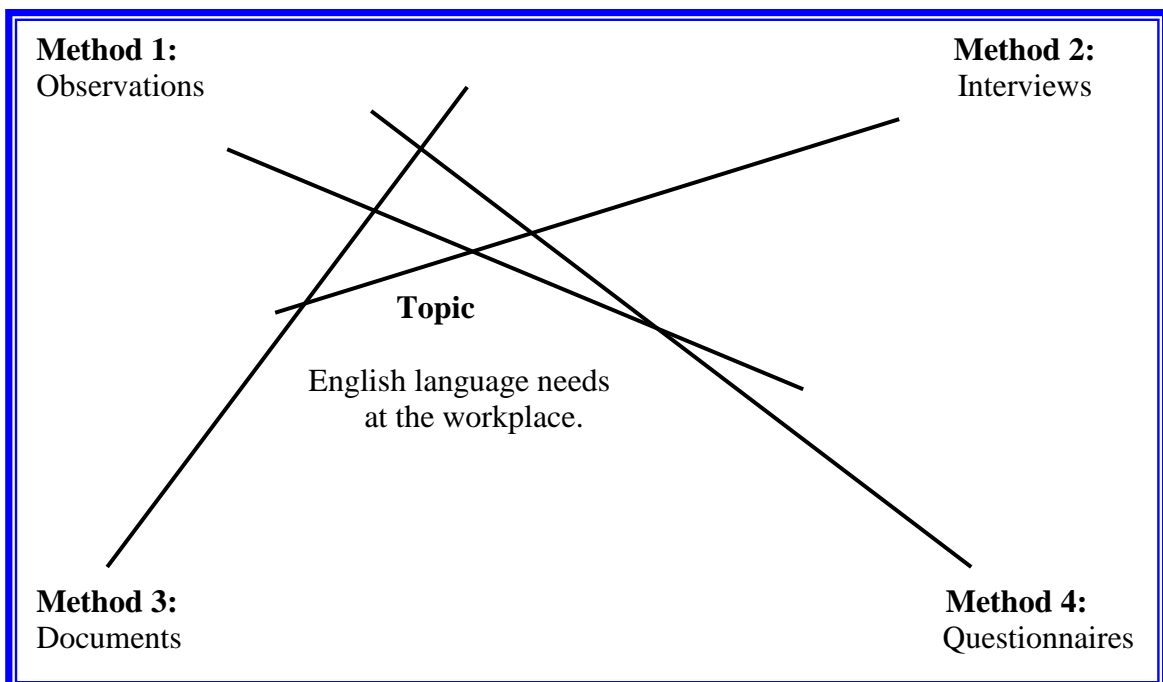 Method 1:
Observations
Method 2:
Interviews
Topic
English language needs
at the workplace.
Method 3:
Documents
Method 4:
Questionnaires